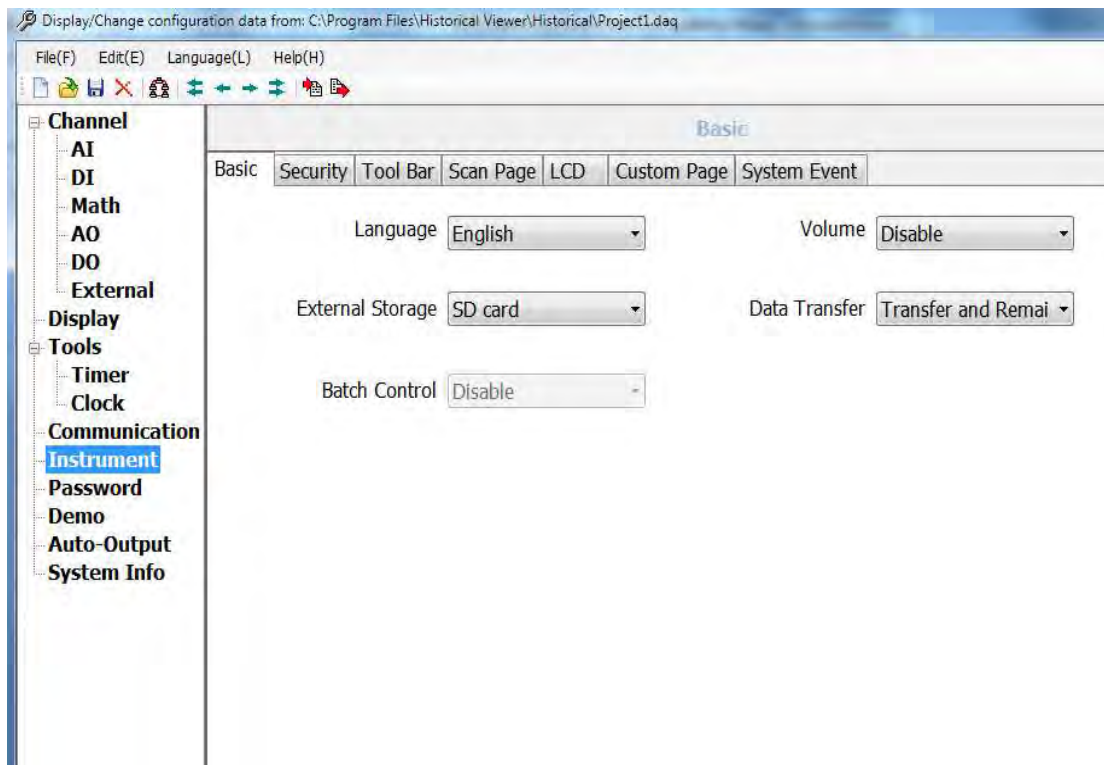 Display/Change configuration data from: C:\Program Files\Historical Viewer\Historical\Project1.daq
File(F) Edit(E) Language(L) Help(H)
Channel
AI
DI
Math
AO
DO
External
Display
Tools
Timer
Clock
Communication
Instrument
Password
Demo
Auto-Output
System Info
Basic
Basic Security Tool Bar Scan Page LCD Custom Page System Event
Language English Volume Disable
External Storage SD card Data Transfer Transfer and Remai
Batch Control Disable